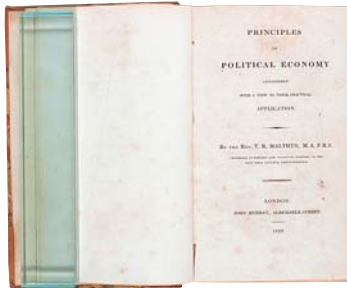 PRINCIPLES
OF
POLITICAL ECONOMY
CONSIDERED
WITH A VIEW TO THEIR PRACTICAL
APPLICATION.
BY THE REV. T. R. MALTHUS, M.A. F.R.S.
LONDON:
JOHN MURRAY, ALBEMARLE-STREET.
1820